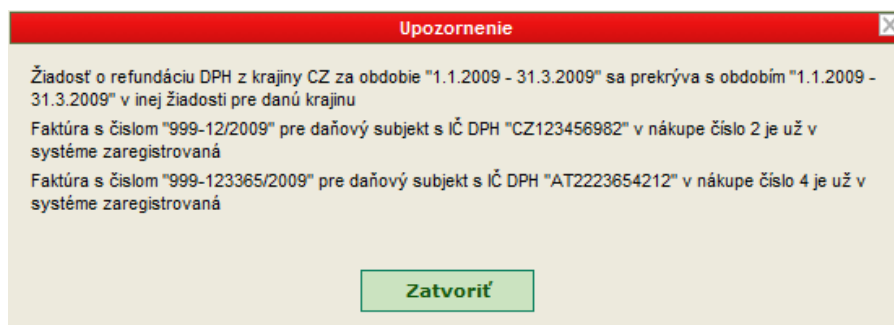 Upozornenie
Žiadosť o refundáciu DPH z krajiny CZ za obdobie "1.1.2009 - 31.3.2009" sa prekrýva s obdobím "1.1.2009 -
31.3.2009" v inej žiadosti pre danú krajinu
Faktúra s čislom "999-12/2009" pre daňový subjekt s IČ DPH "CZ123456982" v nákupe číslo 2 je už v
systéme zaregistrovaná
Faktúra s čislom "999-123365/2009" pre daňový subjekt s IČ DPH "AT2223654212" v nákupe číslo 4 je už v
systéme zaregistrovaná
Zatvoriť